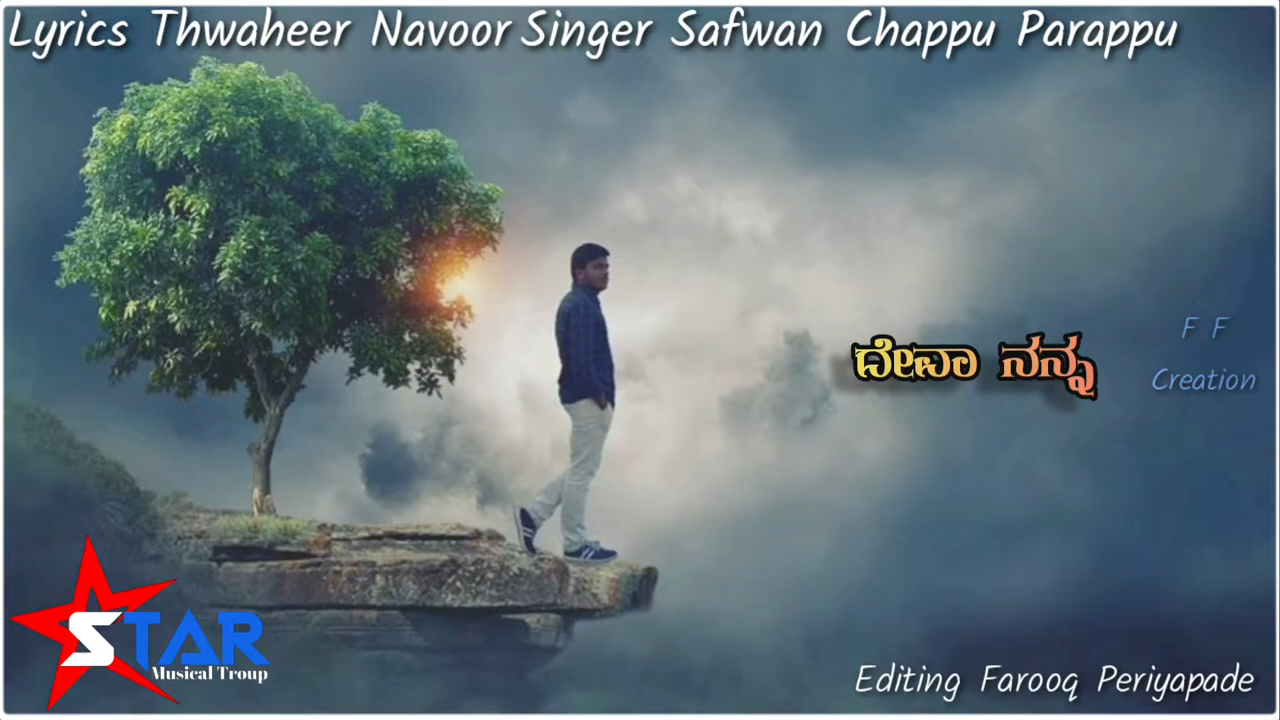 Lyrics Thwaheer Navoor Singer Safwan Chappu Parappu
ದೇವಾ ನನ್ನ
F F
Creation
STAR
Musical Troup
Editing Farooq Periyapade